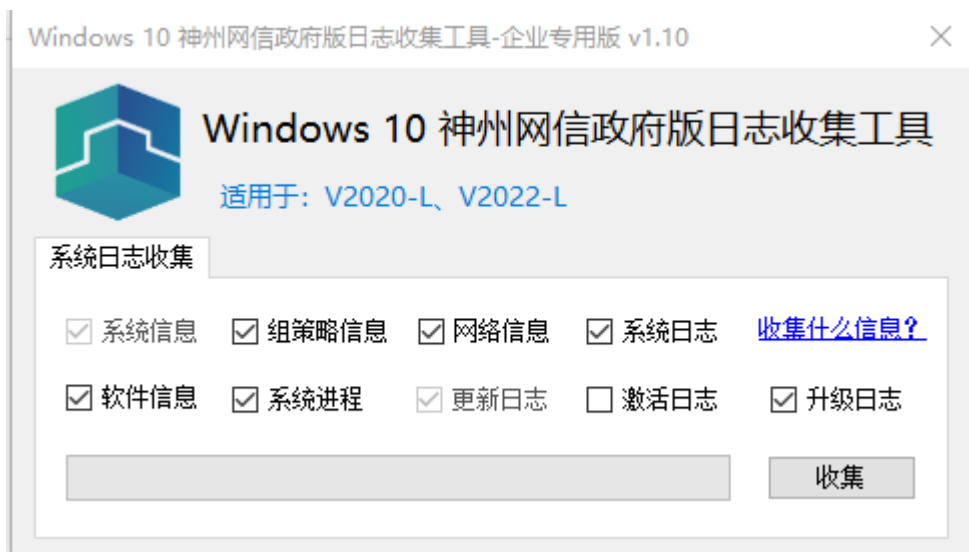 Windows 10 神州网信政府版日志收集工具-企业专用版 v1.10
Windows 10 神州网信政府版日志收集工具
适用于：V2020-L、V2022-L
系统日志收集
系统信息 组策略信息 网络信息 系统日志 收集什么信息？
软件信息 系统进程 更新日志 激活日志 升级日志
收集